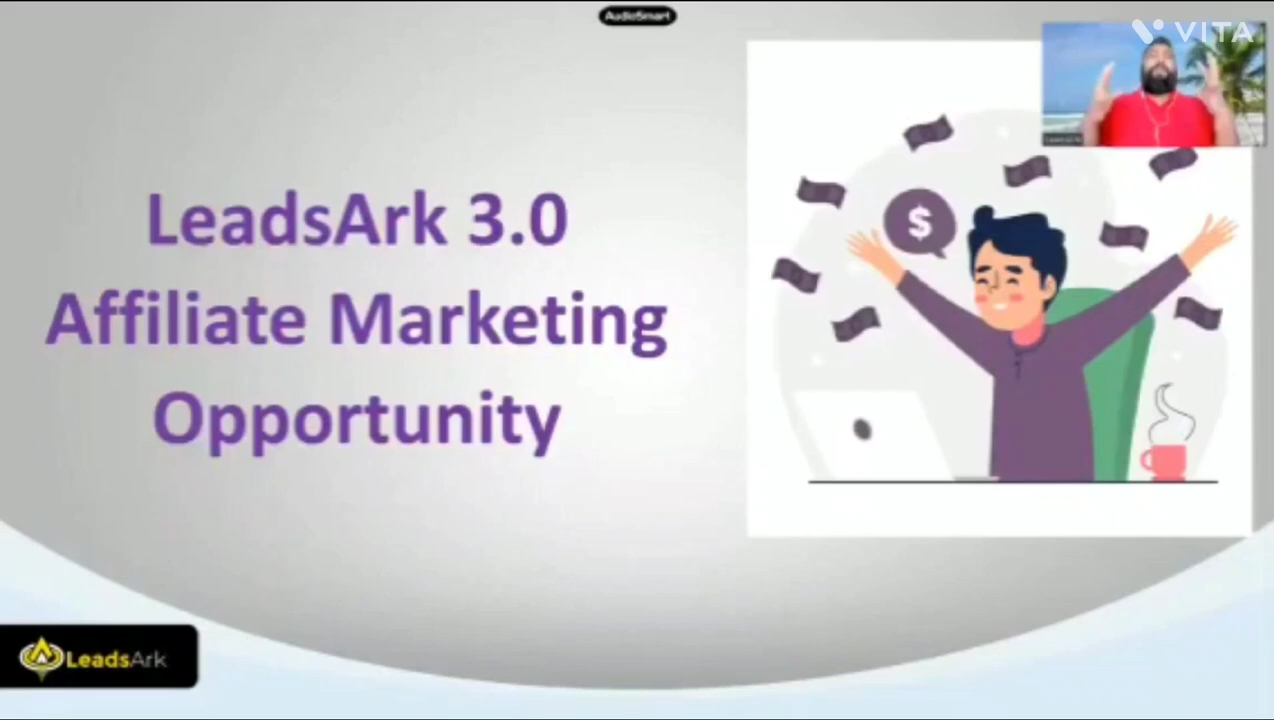 AudioSmart
VITA
LeadsArk 3.0
Affiliate Marketing
Opportunity
$
LeadsArk